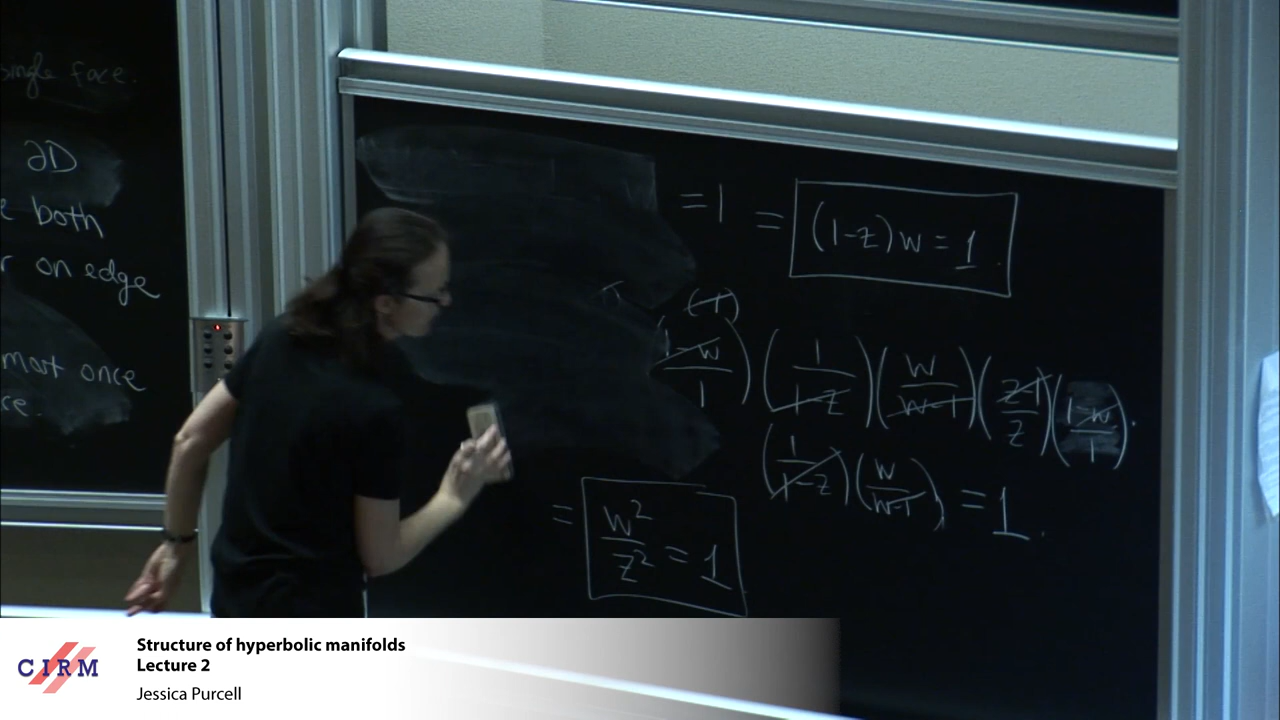 single face.
∂D
both
r on edge
most once
ce.
=1 = (1-z)w = 1.
(-1)
(1-w)/1) (1/(1-z)) (w/(w-1)) ((z-1)/z) ((1-w)/1) ·
(1/(1-z)) (w/(w-1)) = 1.
= w²/z² = 1
CIRM
Structure of hyperbolic manifolds
Lecture 2
Jessica Purcell